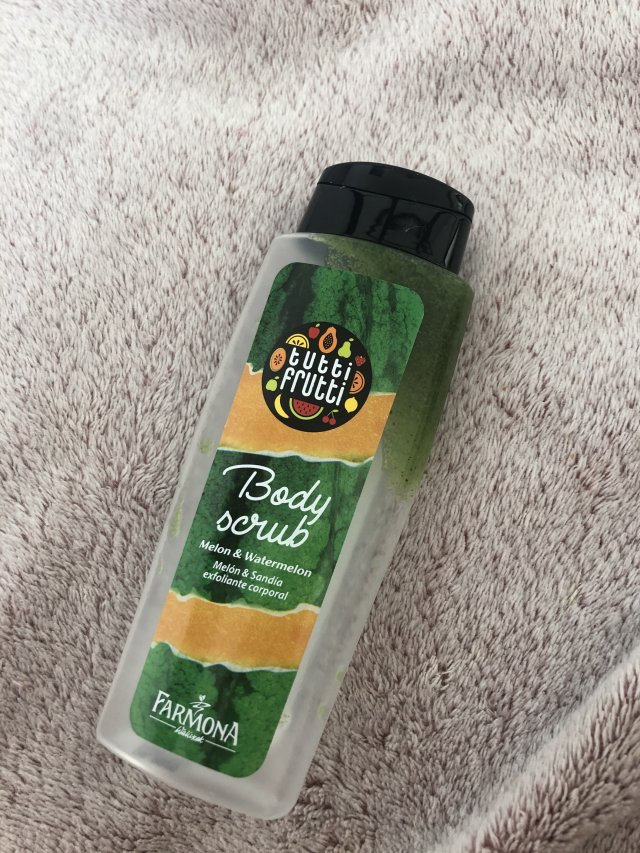 tutti
frutti
Body
scrub
Melon & Watermelon
Melón & Sandía
exfoliante corporal
FARMONA